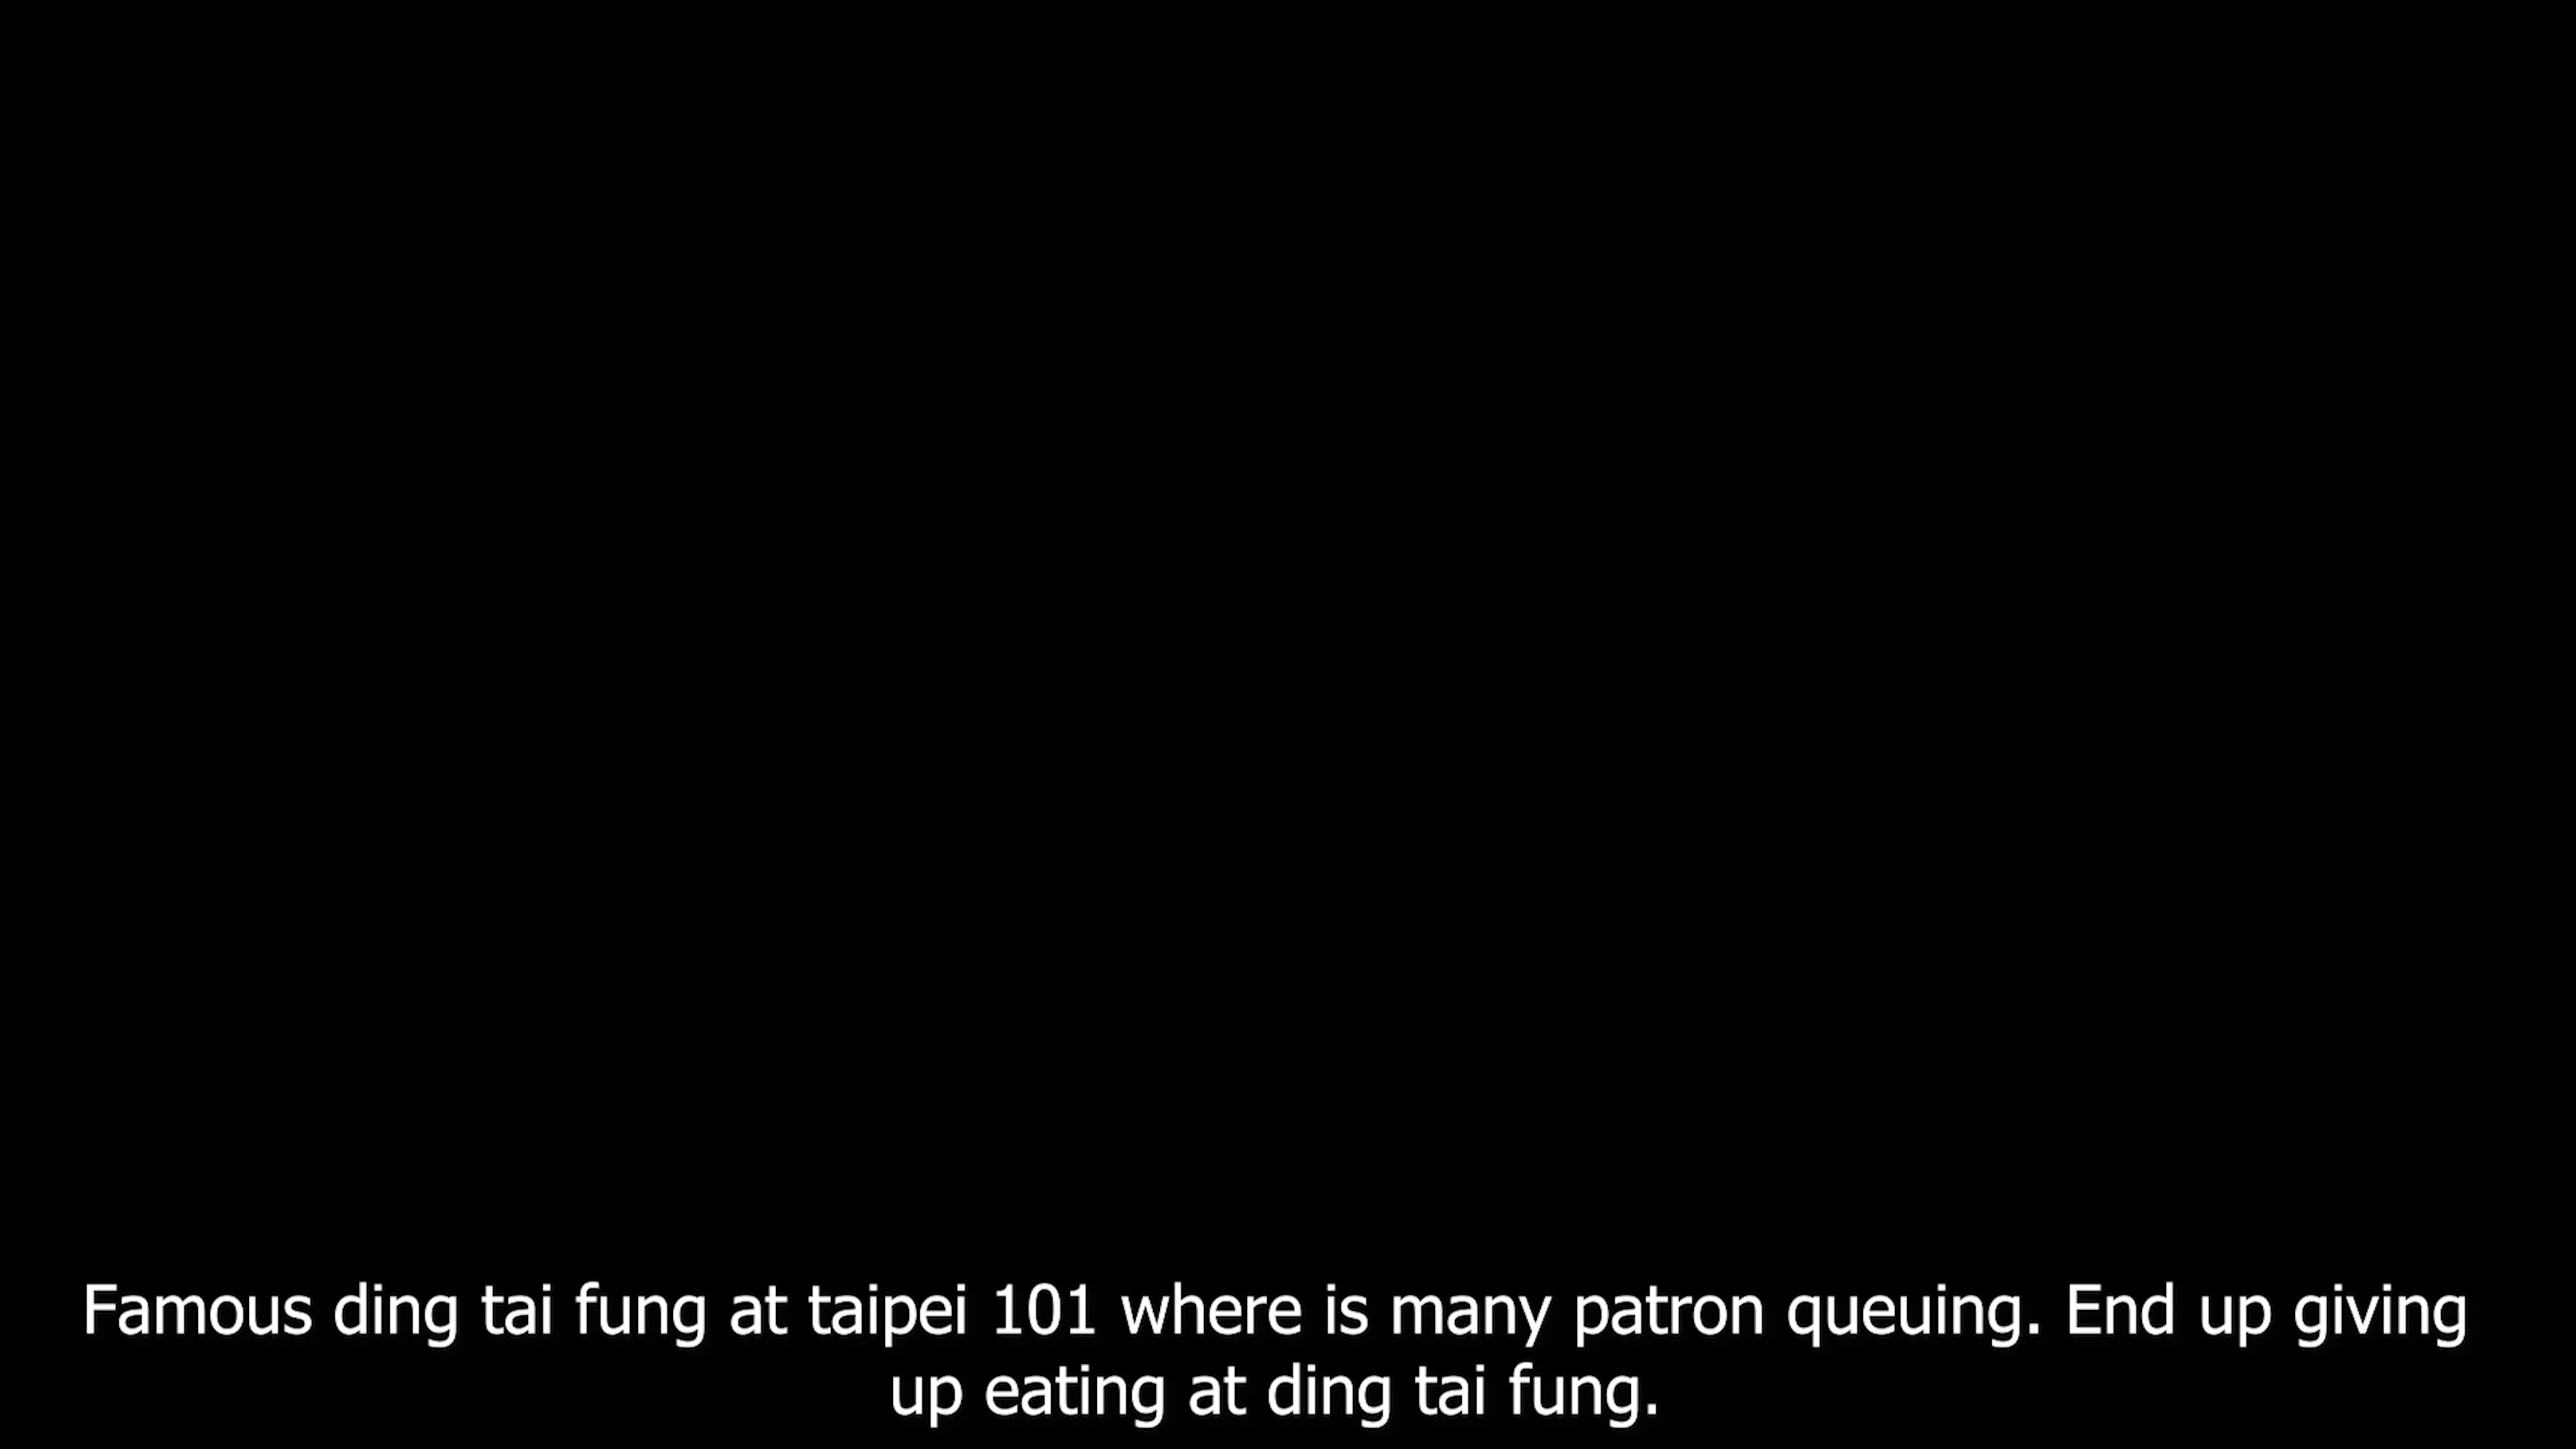 Famous ding tai fung at taipei 101 where is many patron queuing. End up giving
up eating at ding tai fung.